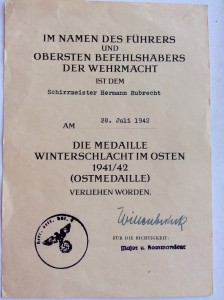 IM NAMEN DES FÜHRERS
UND
OBERSTEN BEFEHLSHABERS
DER WEHRMACHT
IST DEM
Schirrmeister Hermann Rubrecht
AM 28. Juli 1942
DIE MEDAILLE
WINTERSCHLACHT IM OSTEN
1941/42
(OSTMEDAILLE)
VERLIEHEN WORDEN.
FÜR DIE RICHTIGKEIT:
Major u. Kommandeur